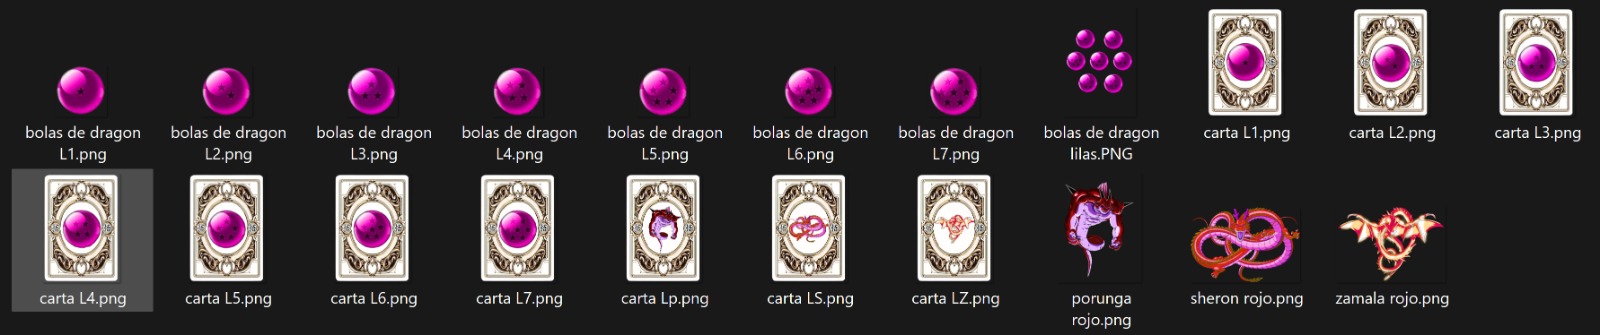 bolas de dragon L1.png
bolas de dragon L2.png
bolas de dragon L3.png
bolas de dragon L4.png
bolas de dragon L5.png
bolas de dragon L6.png
bolas de dragon L7.png
bolas de dragon lilas.PNG
carta L1.png
carta L2.png
carta L3.png
carta L4.png
carta L5.png
carta L6.png
carta L7.png
carta Lp.png
carta LS.png
carta LZ.png
porunga rojo.png
sheron rojo.png
zamala rojo.png